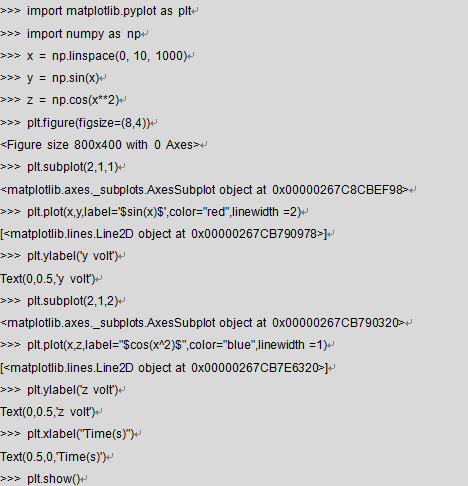 >>> import matplotlib.pyplot as plt↵
>>> import numpy as np↵
>>> x = np.linspace(0, 10, 1000)↵
>>> y = np.sin(x)↵
>>> z = np.cos(x**2)↵
>>> plt.figure(figsize=(8,4))↵
<Figure size 800x400 with 0 Axes>↵
>>> plt.subplot(2,1,1)↵
<matplotlib.axes._subplots.AxesSubplot object at 0x00000267C8CBEF98>↵
>>> plt.plot(x,y,label='$sin(x)$',color="red",linewidth =2)↵
[<matplotlib.lines.Line2D object at 0x00000267CB790978>]↵
>>> plt.ylabel('y volt')↵
Text(0,0.5,'y volt')↵
>>> plt.subplot(2,1,2)↵
<matplotlib.axes._subplots.AxesSubplot object at 0x00000267CB790320>↵
>>> plt.plot(x,z,label="$cos(x^2)$",color="blue",linewidth =1)↵
[<matplotlib.lines.Line2D object at 0x00000267CB7E6320>]↵
>>> plt.ylabel('z volt')↵
Text(0,0.5,'z volt')↵
>>> plt.xlabel("Time(s)")↵
Text(0.5,0,'Time(s)')↵
>>> plt.show()↵